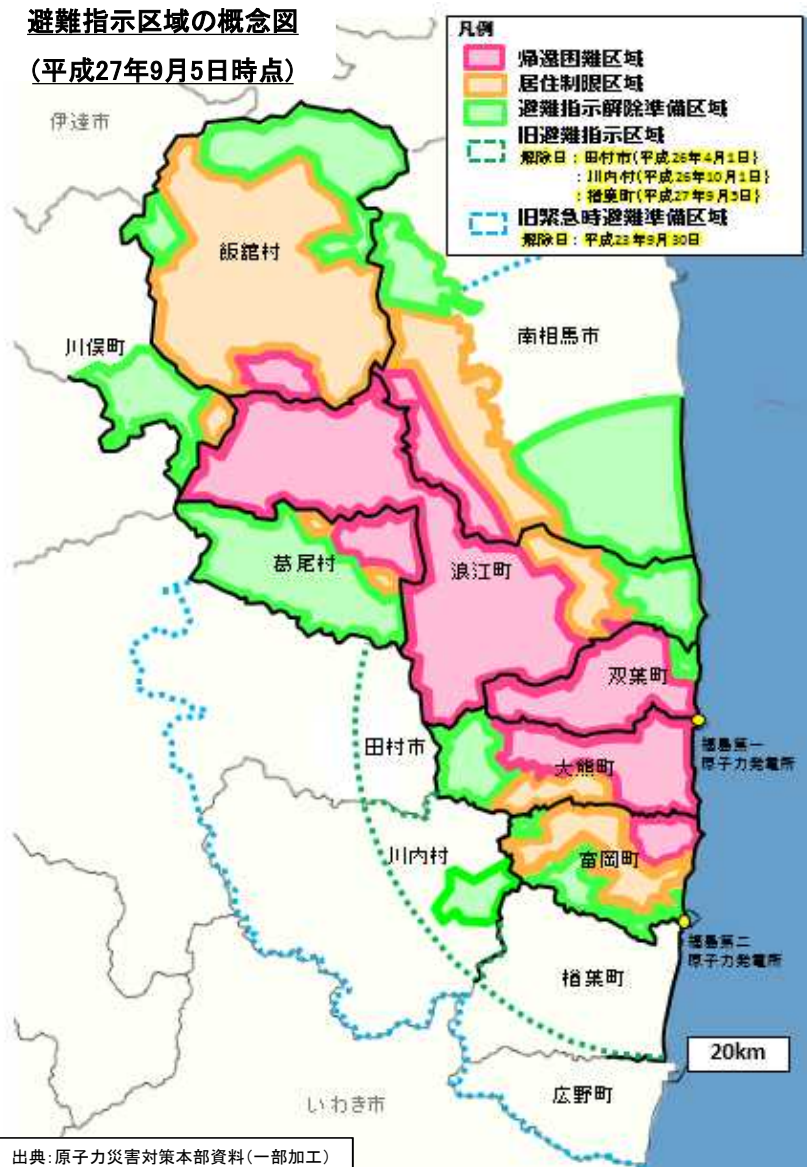 避難指示区域の概念図
(平成27年9月5日時点)
凡例
帰還困難区域
居住制限区域
避難指示解除準備区域
旧避難指示区域
解除日：田村市(平成26年4月1日)
：川内村(平成26年10月1日)
：楢葉町(平成27年9月5日)
旧緊急時避難準備区域
解除日：平成23年9月30日
伊達市
飯舘村
川俣町
南相馬市
葛尾村
浪江町
双葉町
福島第一
原子力発電所
田村市
大熊町
川内村
富岡町
福島第二
原子力発電所
楢葉町
20km
広野町
いわき市
出典：原子力災害対策本部資料(一部加工)